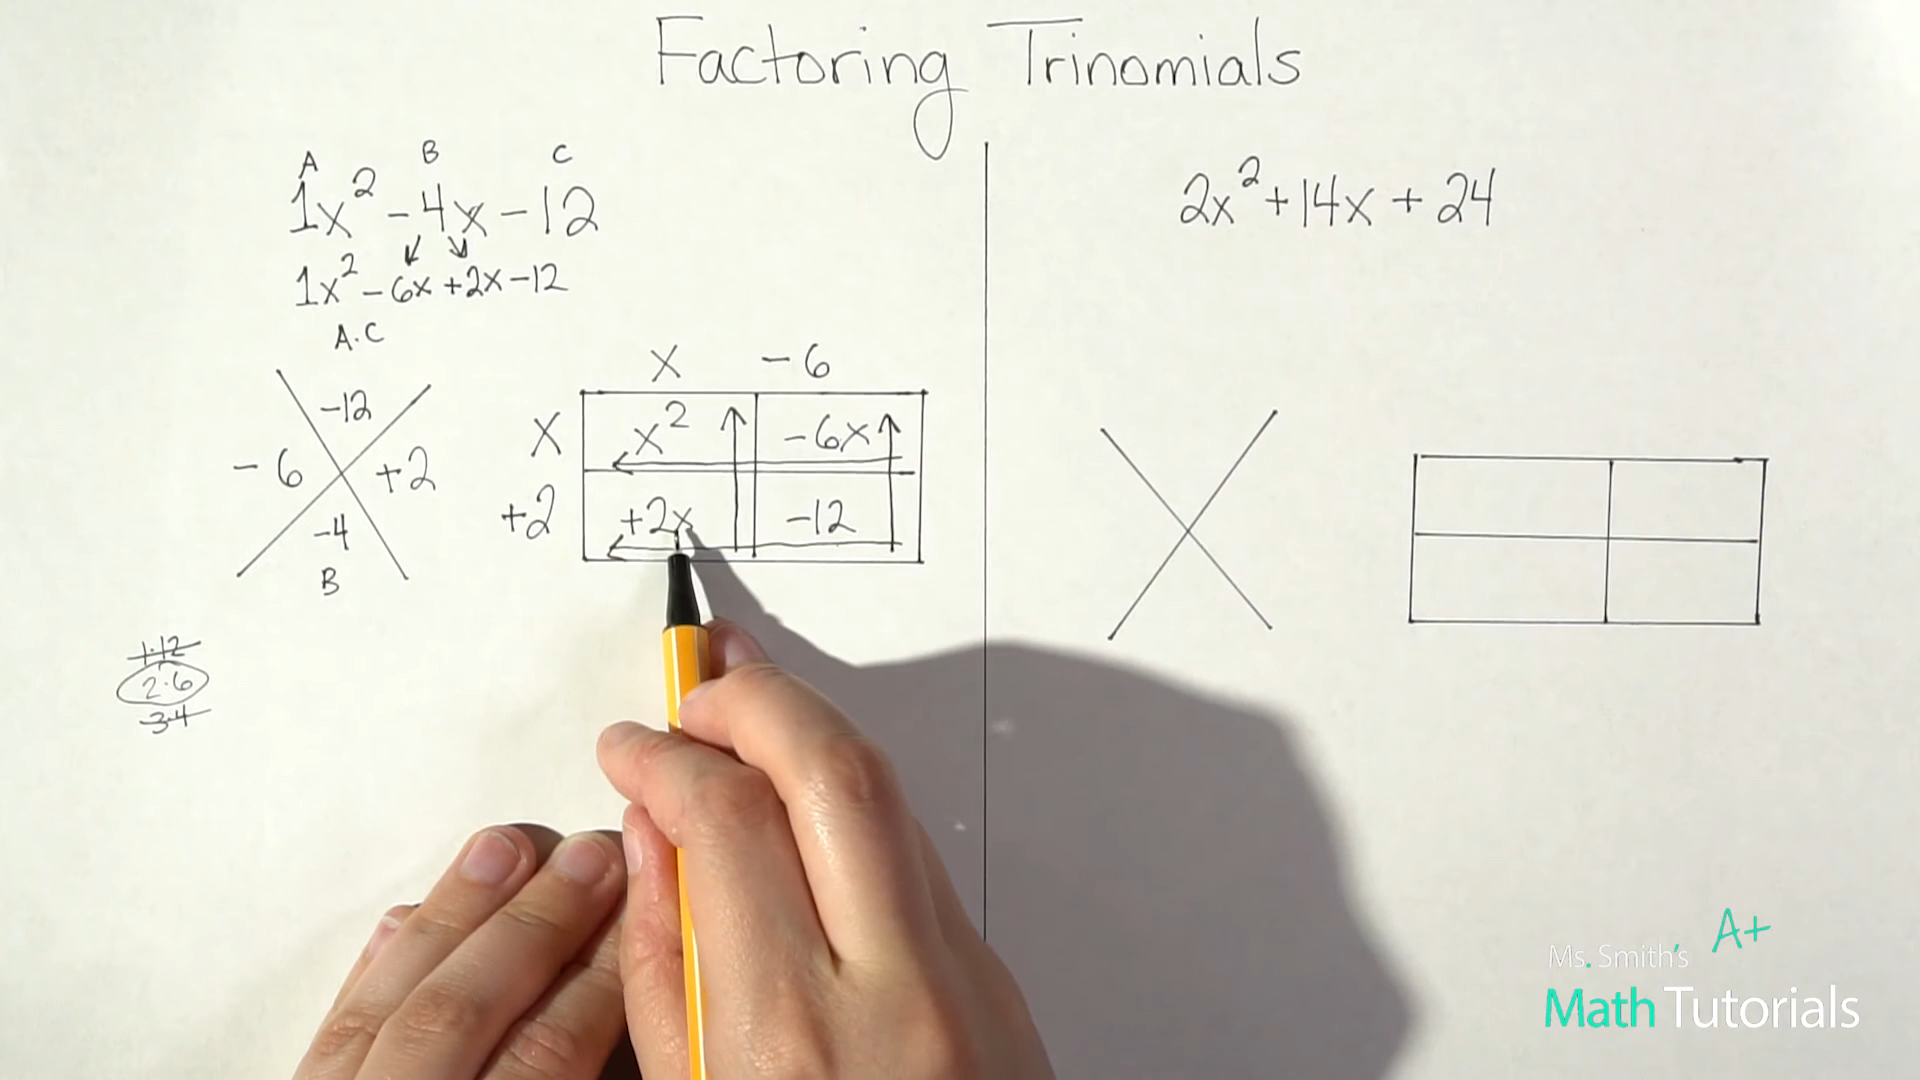 Factoring Trinomials
A B C
1x² - 4x - 12
1x² - 6x + 2x - 12
A·C
-12
-6 +2
-4
B
1·12
2·6
3·4
x -6
x x² -6x
+2 +2x -12
2x² + 14x + 24
Ms. Smith's A+
Math Tutorials